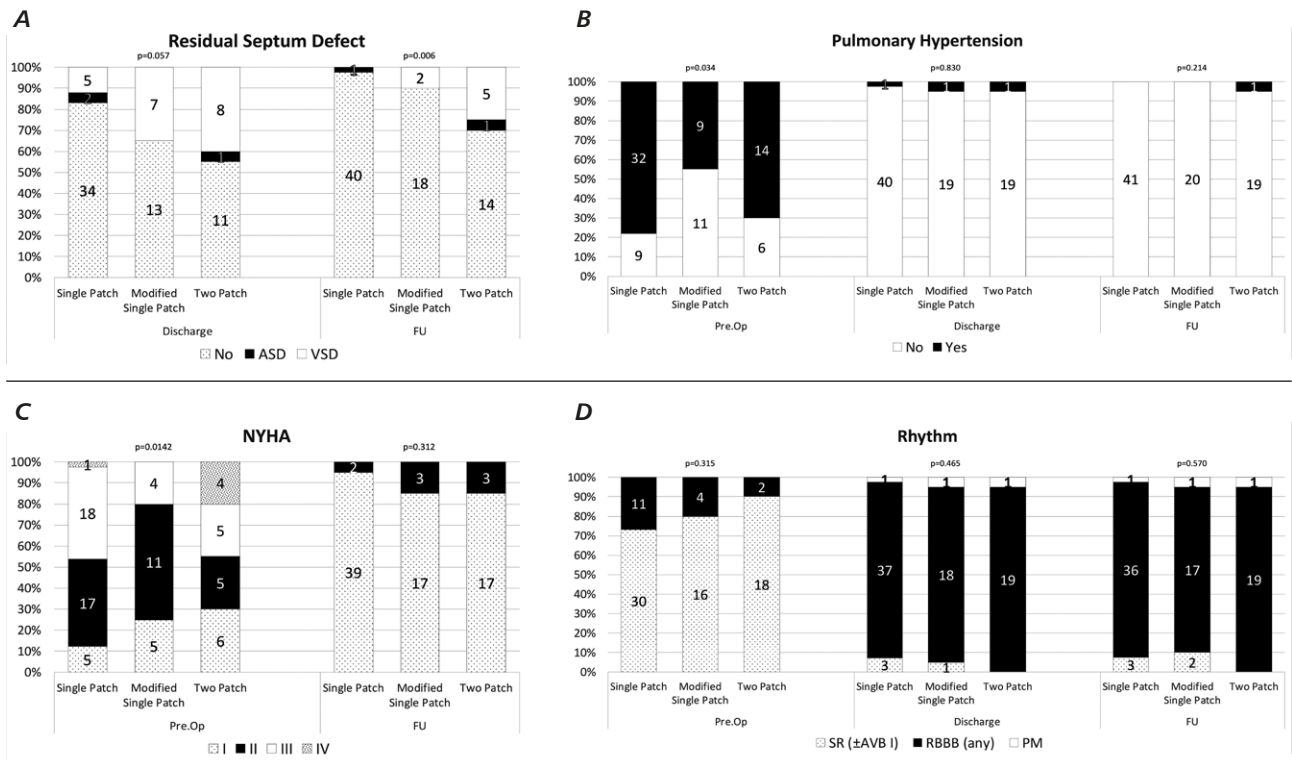 A
Residual Septum Defect
p=0.057 p=0.006
100%
90%
80%
70%
60%
50%
40%
30%
20%
10%
0%
5 7 8 1 2 5
2 1 1
34 13 11 40 18 14
Single Patch Modified Single Patch Two Patch Single Patch Modified Single Patch Two Patch
Discharge FU
No ASD VSD
B
Pulmonary Hypertension
p=0.034 p=0.830 p=0.214
100%
90%
80%
70%
60%
50%
40%
30%
20%
10%
0%
32 9 14 1 1 1 1
9 11 6 40 19 19 41 20 19
Single Patch Modified Single Patch Two Patch Single Patch Modified Single Patch Two Patch Single Patch Modified Single Patch Two Patch
Pre.Op Discharge FU
No Yes
C
NYHA
p=0.0142 p=0.312
100%
90%
80%
70%
60%
50%
40%
30%
20%
10%
0%
1 4 4 2 3 3
18 11 5
17 5
5 5 6 39 17 17
Single Patch Modified Single Patch Two Patch Single Patch Modified Single Patch Two Patch
Pre.Op FU
I II III IV
D
Rhythm
p=0.315 p=0.465 p=0.570
100%
90%
80%
70%
60%
50%
40%
30%
20%
10%
0%
11 4 2 1 1 1 1 1 1
30 16 18 37 18 19 36 17 19
3 1 3 2
Single Patch Modified Single Patch Two Patch Single Patch Modified Single Patch Two Patch Single Patch Modified Single Patch Two Patch
Pre.Op Discharge FU
SR (±AVB I) RBBB (any) PM